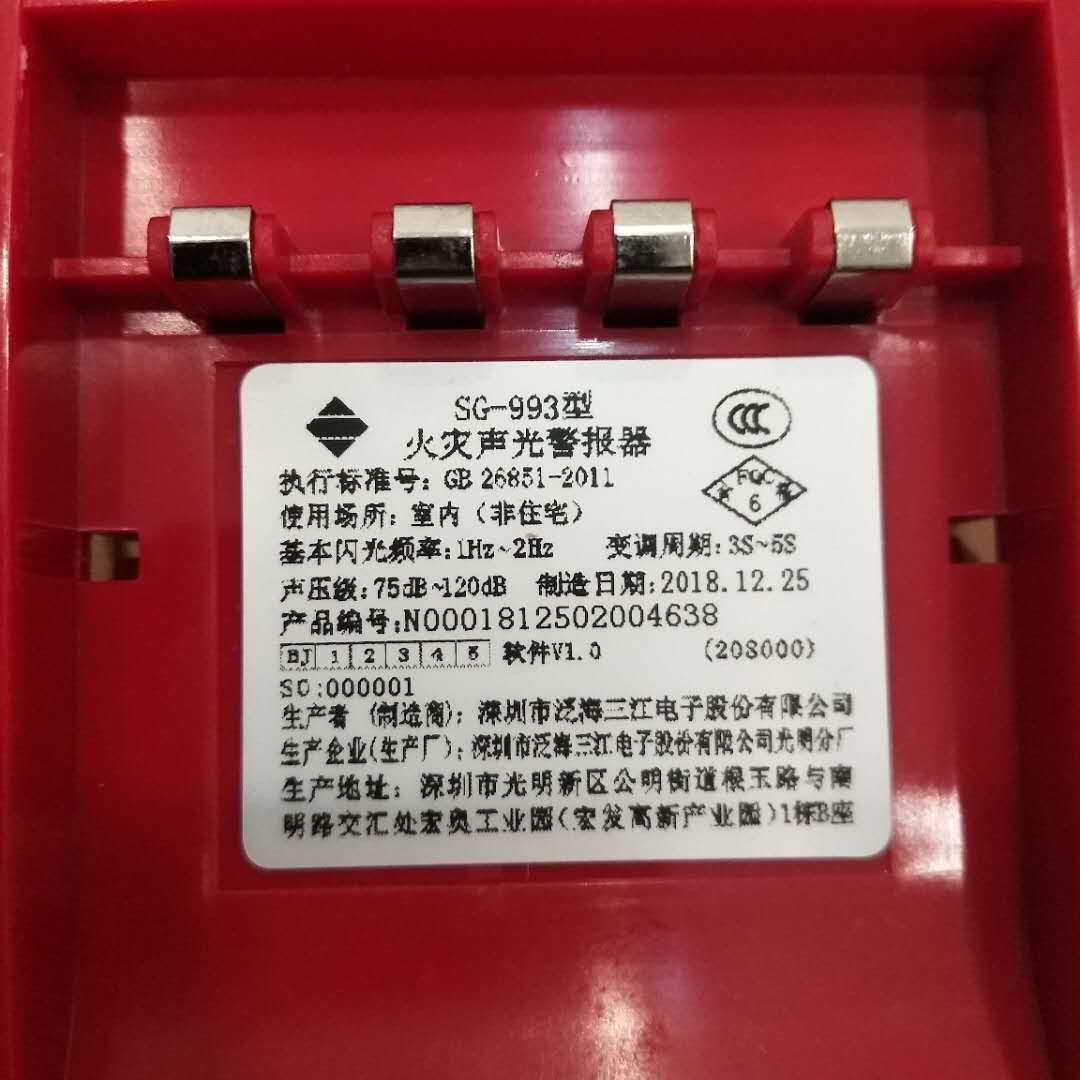 SG-993型
火灾声光警报器
CCC
执行标准号: GB 26851-2011
FQC
6
使用场所: 室内 (非住宅)
基本闪光频率: 1Hz~2Hz 变调周期: 3S~5S
声压级: 75dB~120dB 制造日期: 2018.12.25
产品编号: N0001812502004638
BJ 1 2 3 4 5 软件V1.0 (208000)
SO:000001
生产者 (制造商): 深圳市泛海三江电子股份有限公司
生产企业(生产厂): 深圳市泛海三江电子股份有限公司光明分厂
生产地址: 深圳市光明新区公明街道根玉路与南
明路交汇处宏奥工业园(宏发高新产业园)1栋B座